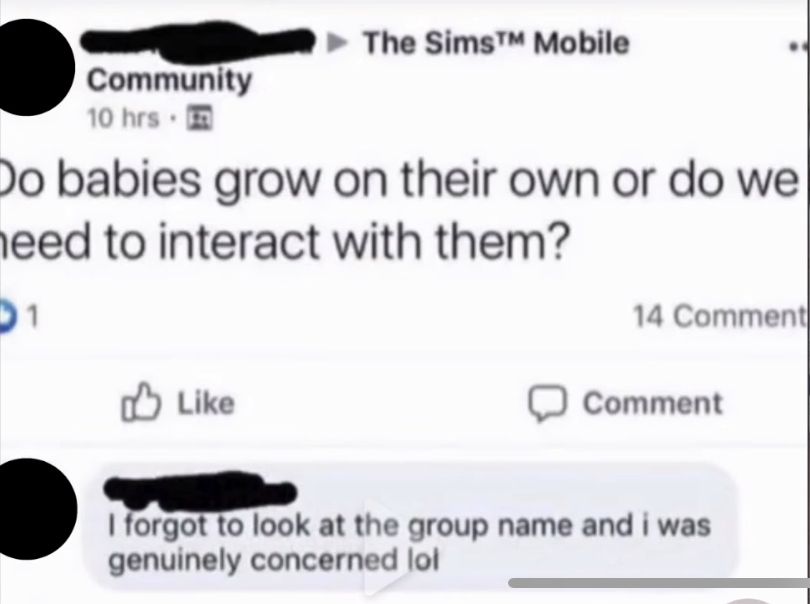 The Sims™ Mobile
Community
10 hrs ·
Do babies grow on their own or do we
need to interact with them?
1
14 Comment
Like
Comment
I forgot to look at the group name and i was
genuinely concerned lol